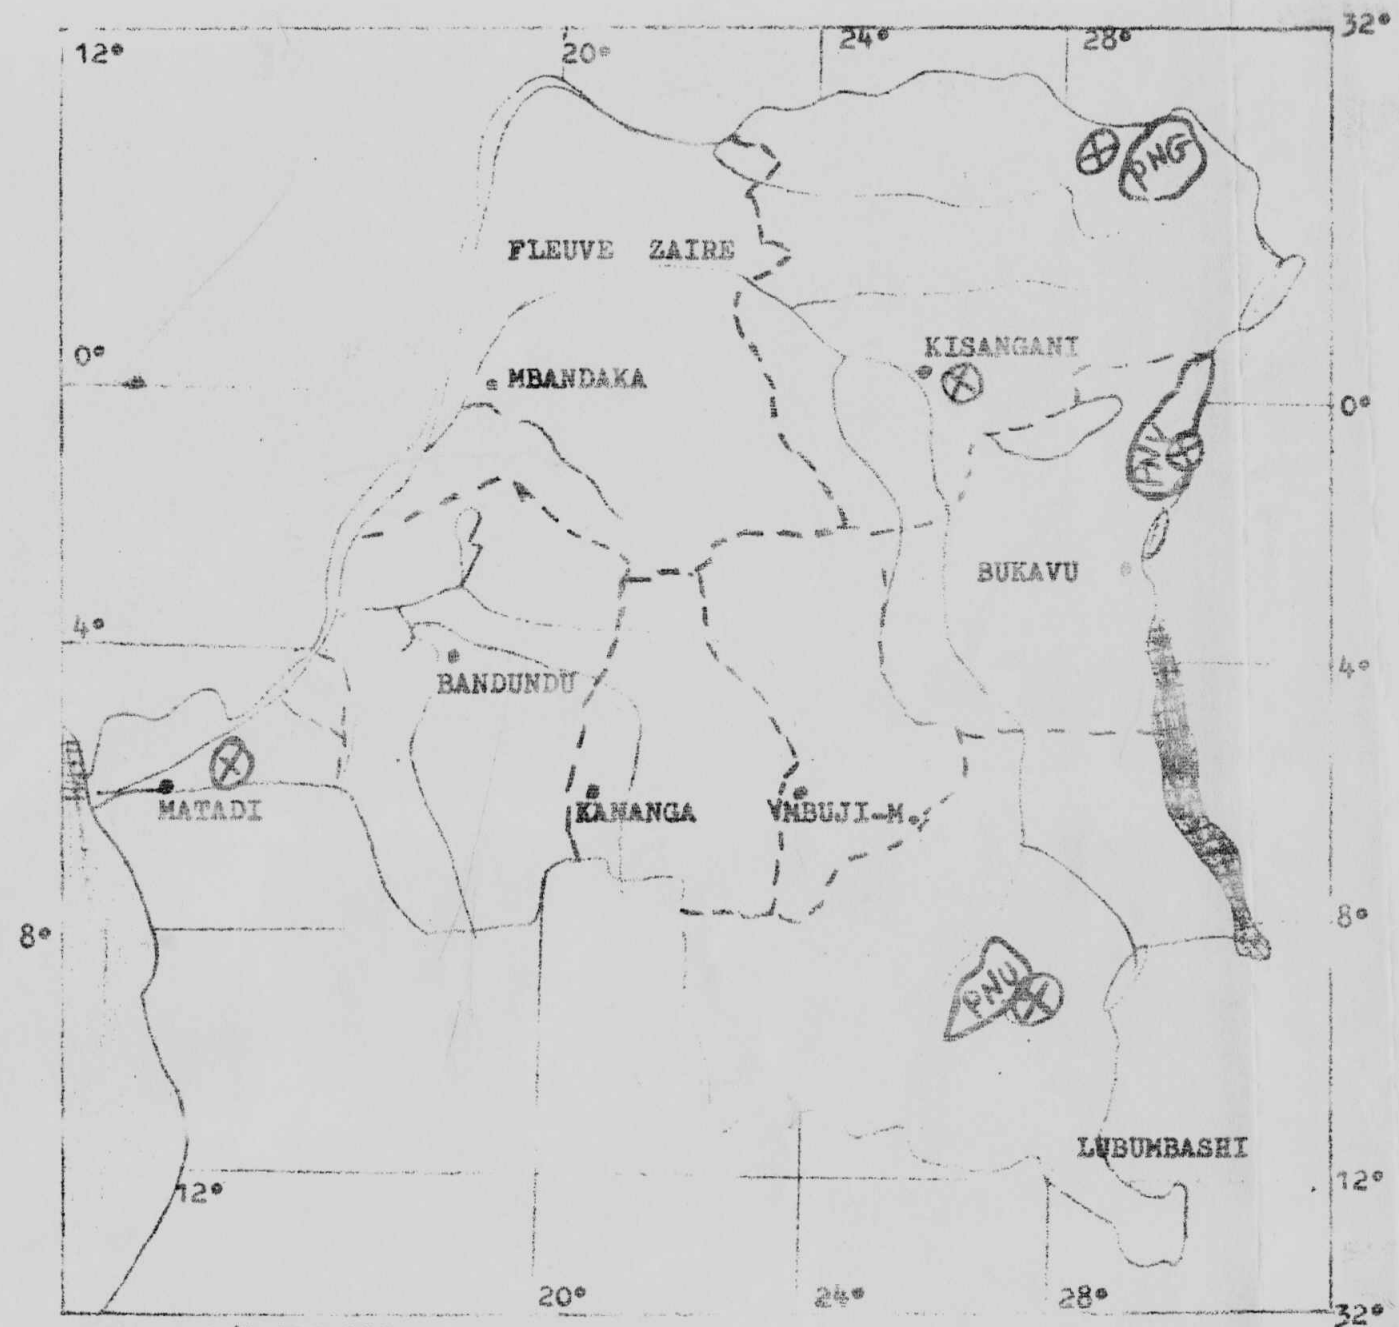 12° 20° 24° 28° 32°
PNG
FLEUVE ZAIRE
KISANGANI
0°
MBANDAKA
0°
BUKAVU
4°
4°
BANDUNDU
MATADI
KANANGA
MBUJI-M.
8°
8°
PNU
LUBUMBASHI
12°
12°
20° 24° 28° 32°